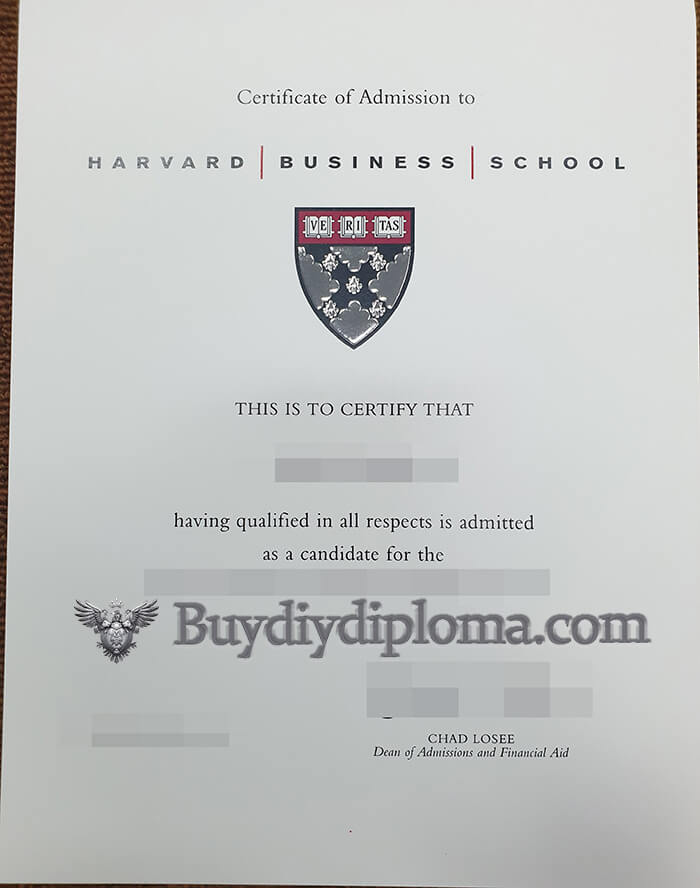 Certificate of Admission to
HARVARD | BUSINESS | SCHOOL
VE RI TAS
THIS IS TO CERTIFY THAT
having qualified in all respects is admitted
as a candidate for the
Buydiydiploma.com
CHAD LOSEE
Dean of Admissions and Financial Aid